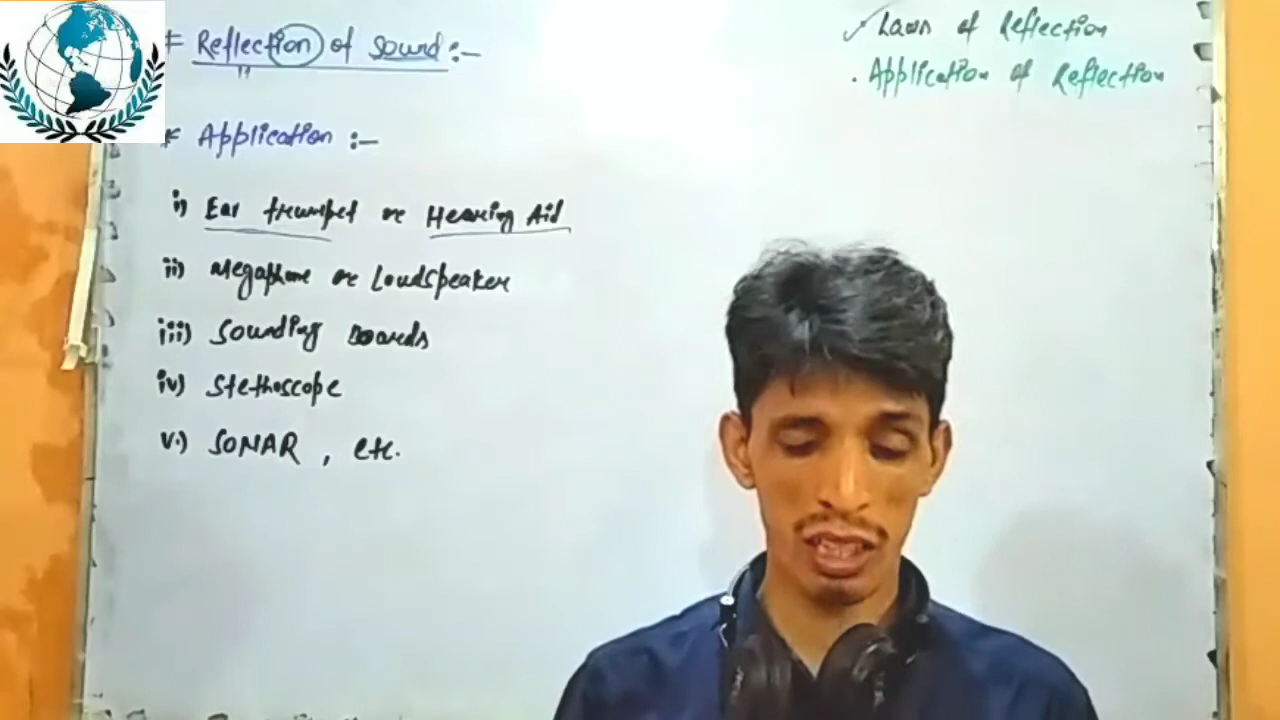 * Reflection of sound :-
✓ Laws of Reflection
. Application of Reflection
* Application :-
i) Ear trumpet or Hearing Aid
ii) Megaphone or Loudspeaker
iii) Sounding Boards
iv) Stethoscope
v.) SONAR , etc.